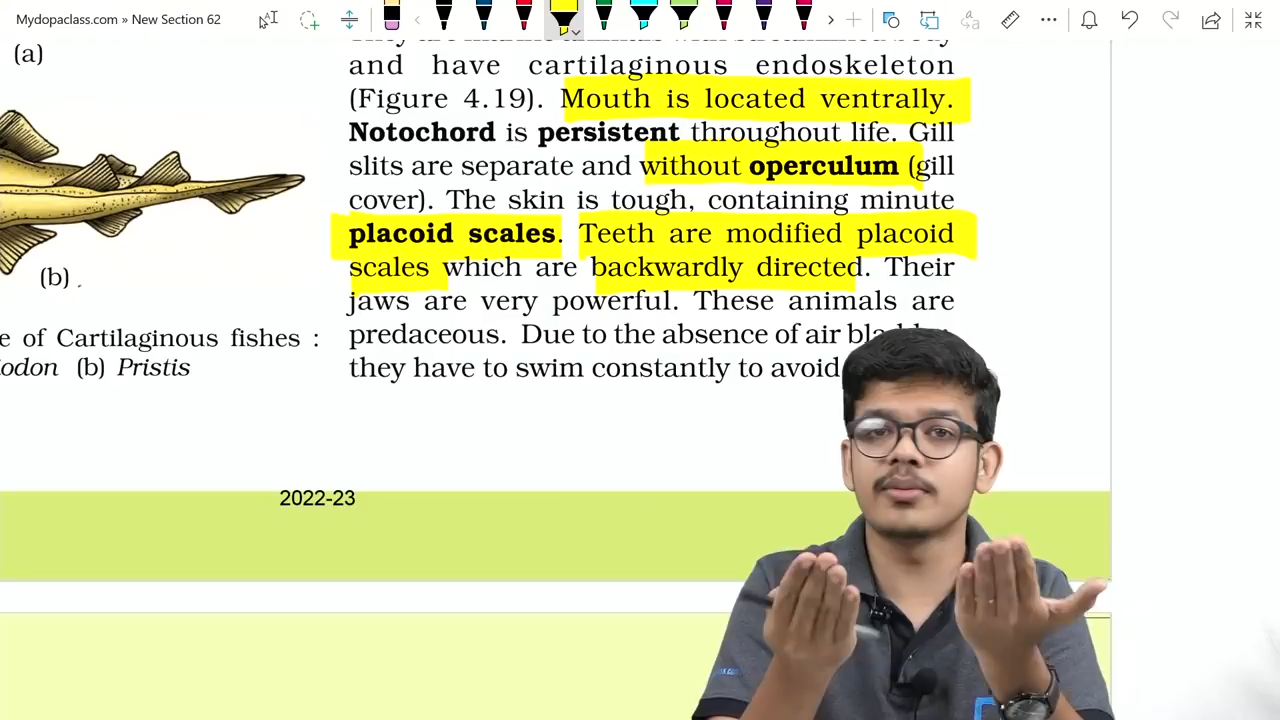 Mydopaclass.com » New Section 62
(a)
and have cartilaginous endoskeleton
(Figure 4.19). Mouth is located ventrally.
Notochord is persistent throughout life. Gill
slits are separate and without operculum (gill
cover). The skin is tough, containing minute
placoid scales. Teeth are modified placoid
scales which are backwardly directed. Their
jaws are very powerful. These animals are
predaceous. Due to the absence of air
they have to swim constantly to avoid
(b)
e of Cartilaginous fishes :
odon (b) Pristis
2022-23